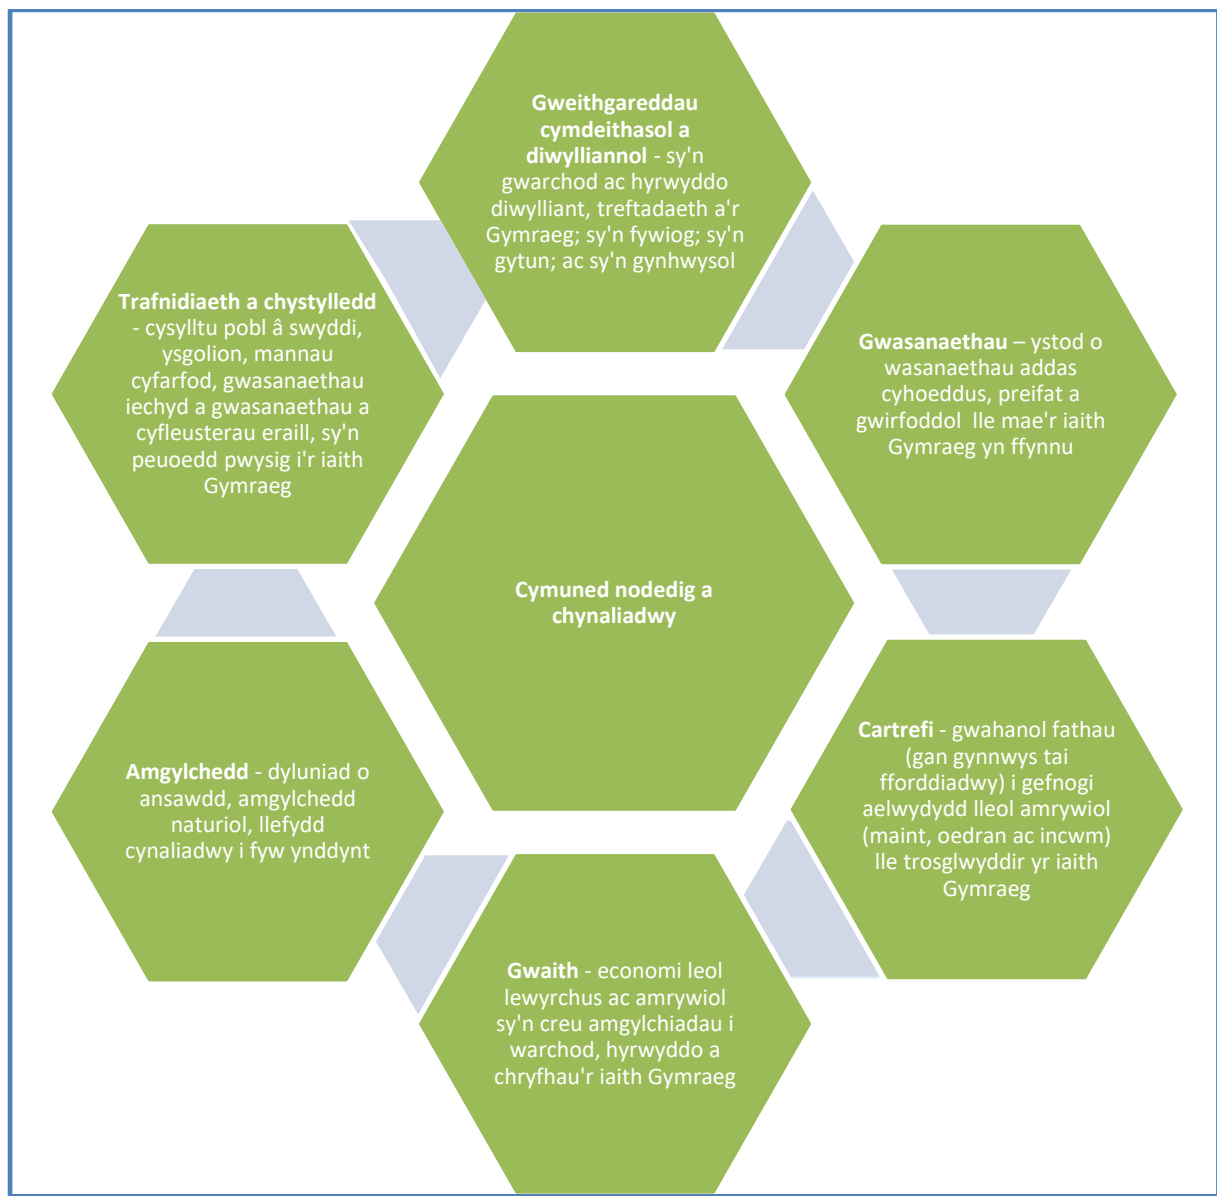 Gweithgareddau
cymdeithasol a
diwylliannol - sy'n
gwarchod ac hyrwyddo
diwylliant, treftadaeth a'r
Gymraeg; sy'n fywiog; sy'n
gytun; ac sy'n gynhwysol
Gwasanaethau – ystod o
wasanaethau addas
cyhoeddus, preifat a
gwirfoddol lle mae'r iaith
Gymraeg yn ffynnu
Cartrefi - gwahanol fathau
(gan gynnwys tai
fforddiadwy) i gefnogi
aelwydydd lleol amrywiol
(maint, oedran ac incwm)
lle trosglwyddir yr iaith
Gymraeg
Gwaith - economi leol
lewyrchus ac amrywiol
sy'n creu amgylchiadau i
warchod, hyrwyddo a
chryfhau'r iaith Gymraeg
Amgylchedd - dyluniad o
ansawdd, amgylchedd
naturiol, llefydd
cynaliadwy i fyw ynddynt
Trafnidiaeth a chystylledd
- cysylltu pobl â swyddi,
ysgolion, mannau
cyfarfod, gwasanaethau
iechyd a gwasanaethau a
cyfleusterau eraill, sy'n
peuoedd pwysig i'r iaith
Gymraeg
Cymuned nodedig a
chynaliadwy